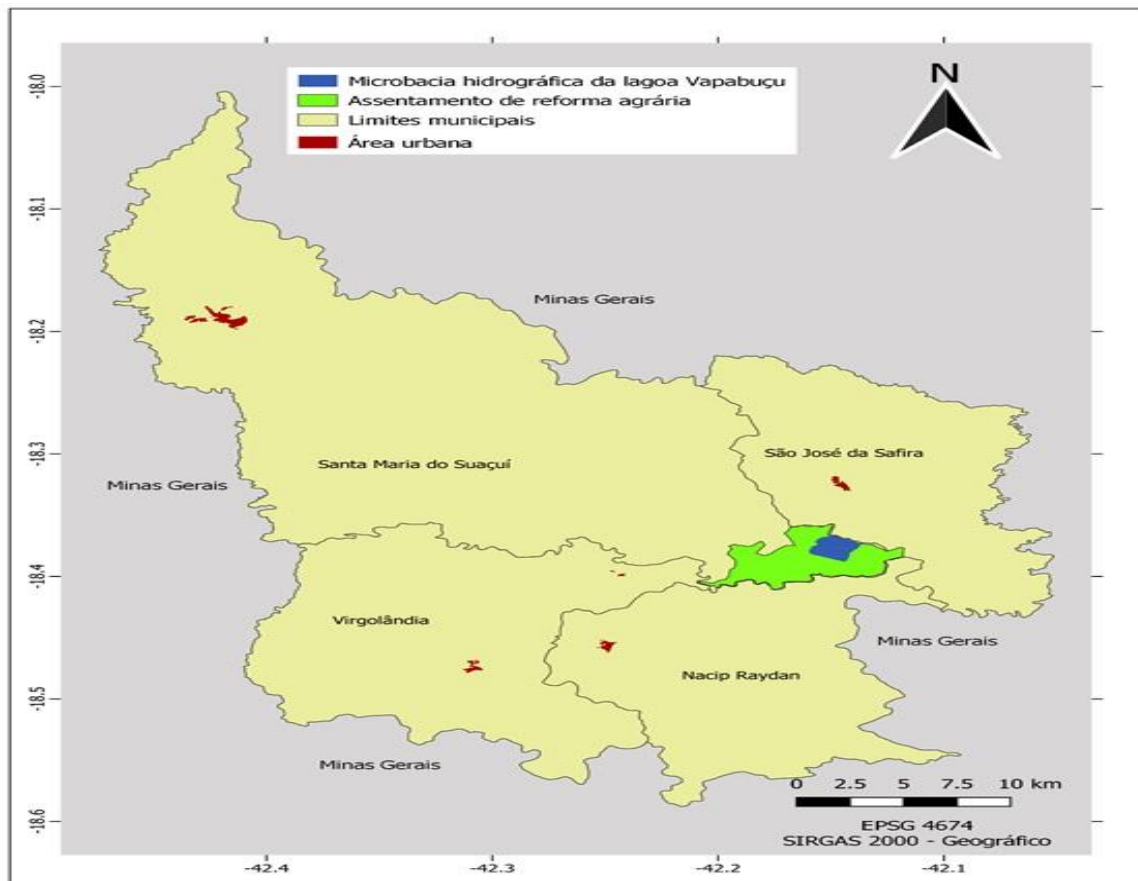 Microbacia hidrográfica da lagoa Vapabuçu
Assentamento de reforma agrária
Limites municipais
Área urbana
N
-18.0
-18.1
-18.2
-18.3
-18.4
-18.5
-18.6
Minas Gerais
São José da Safira
Santa Maria do Suaçuí
Minas Gerais
Virgolândia
Minas Gerais
Nacip Raydan
Minas Gerais
0 2.5 5 7.5 10 km
EPSG 4674
SIRGAS 2000 - Geográfico
-42.4 -42.3 -42.2 -42.1